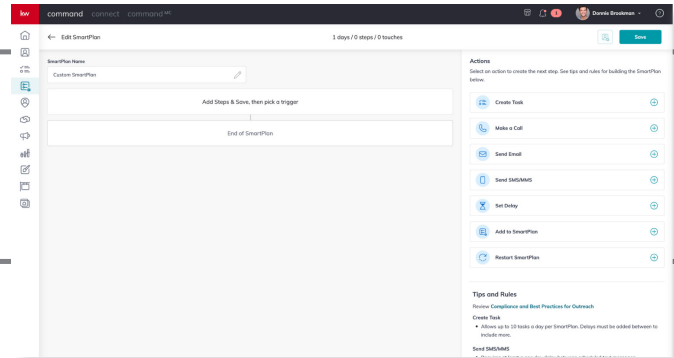 kw
command connect command MC
1
Donnie Brookman
Edit SmartPlan
1 days / 0 steps / 0 touches
Save
SmartPlan Name
Custom SmartPlan
Add Steps & Save, then pick a trigger
End of SmartPlan
Actions
Select an action to create the next step. See tips and rules for building the SmartPlan
below.
Create Task
Make a Call
Send Email
Send SMS/MMS
Set Delay
Add to SmartPlan
Restart SmartPlan
Tips and Rules
Review Compliance and Best Practices for Outreach
Create Task
• Allows up to 10 tasks a day per SmartPlan. Delays must be added between to
include more.
Send SMS/MMS